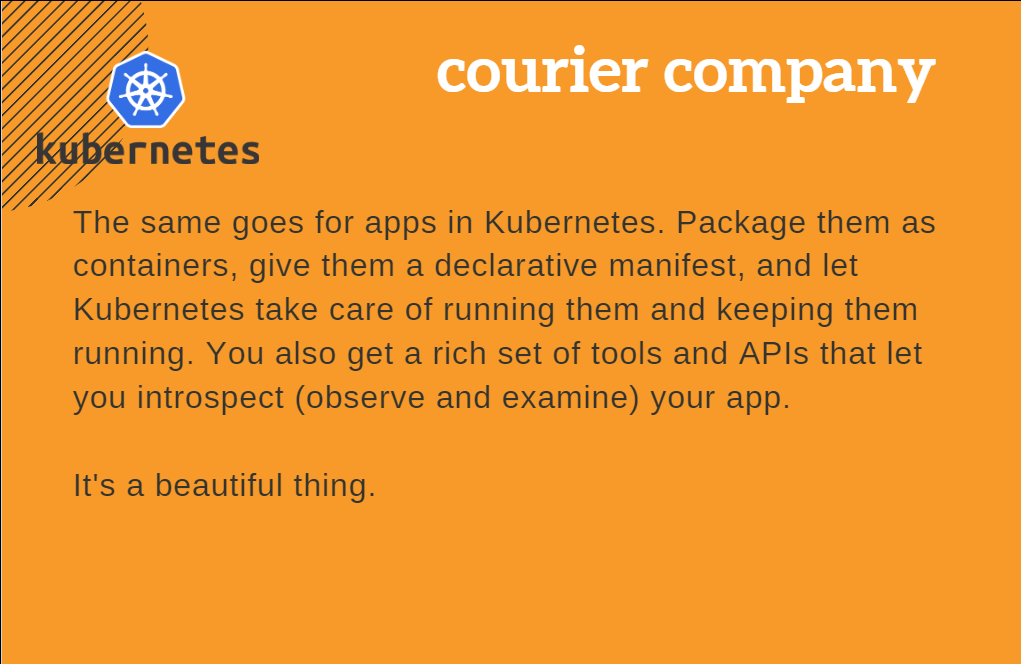 courier company
kubernetes
The same goes for apps in Kubernetes. Package them as
containers, give them a declarative manifest, and let
Kubernetes take care of running them and keeping them
running. You also get a rich set of tools and APIs that let
you introspect (observe and examine) your app.
It's a beautiful thing.